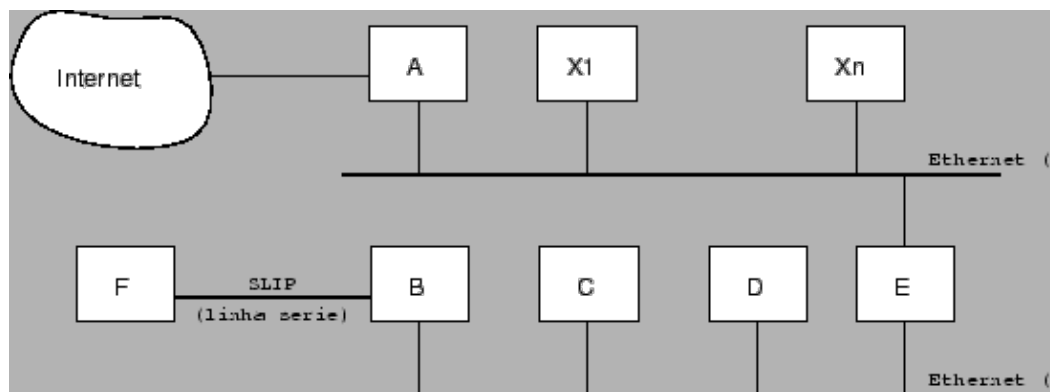 Internet
A
X1
Xn
Ethernet (
F
SLIP
(linha serie)
B
C
D
E
Ethernet (